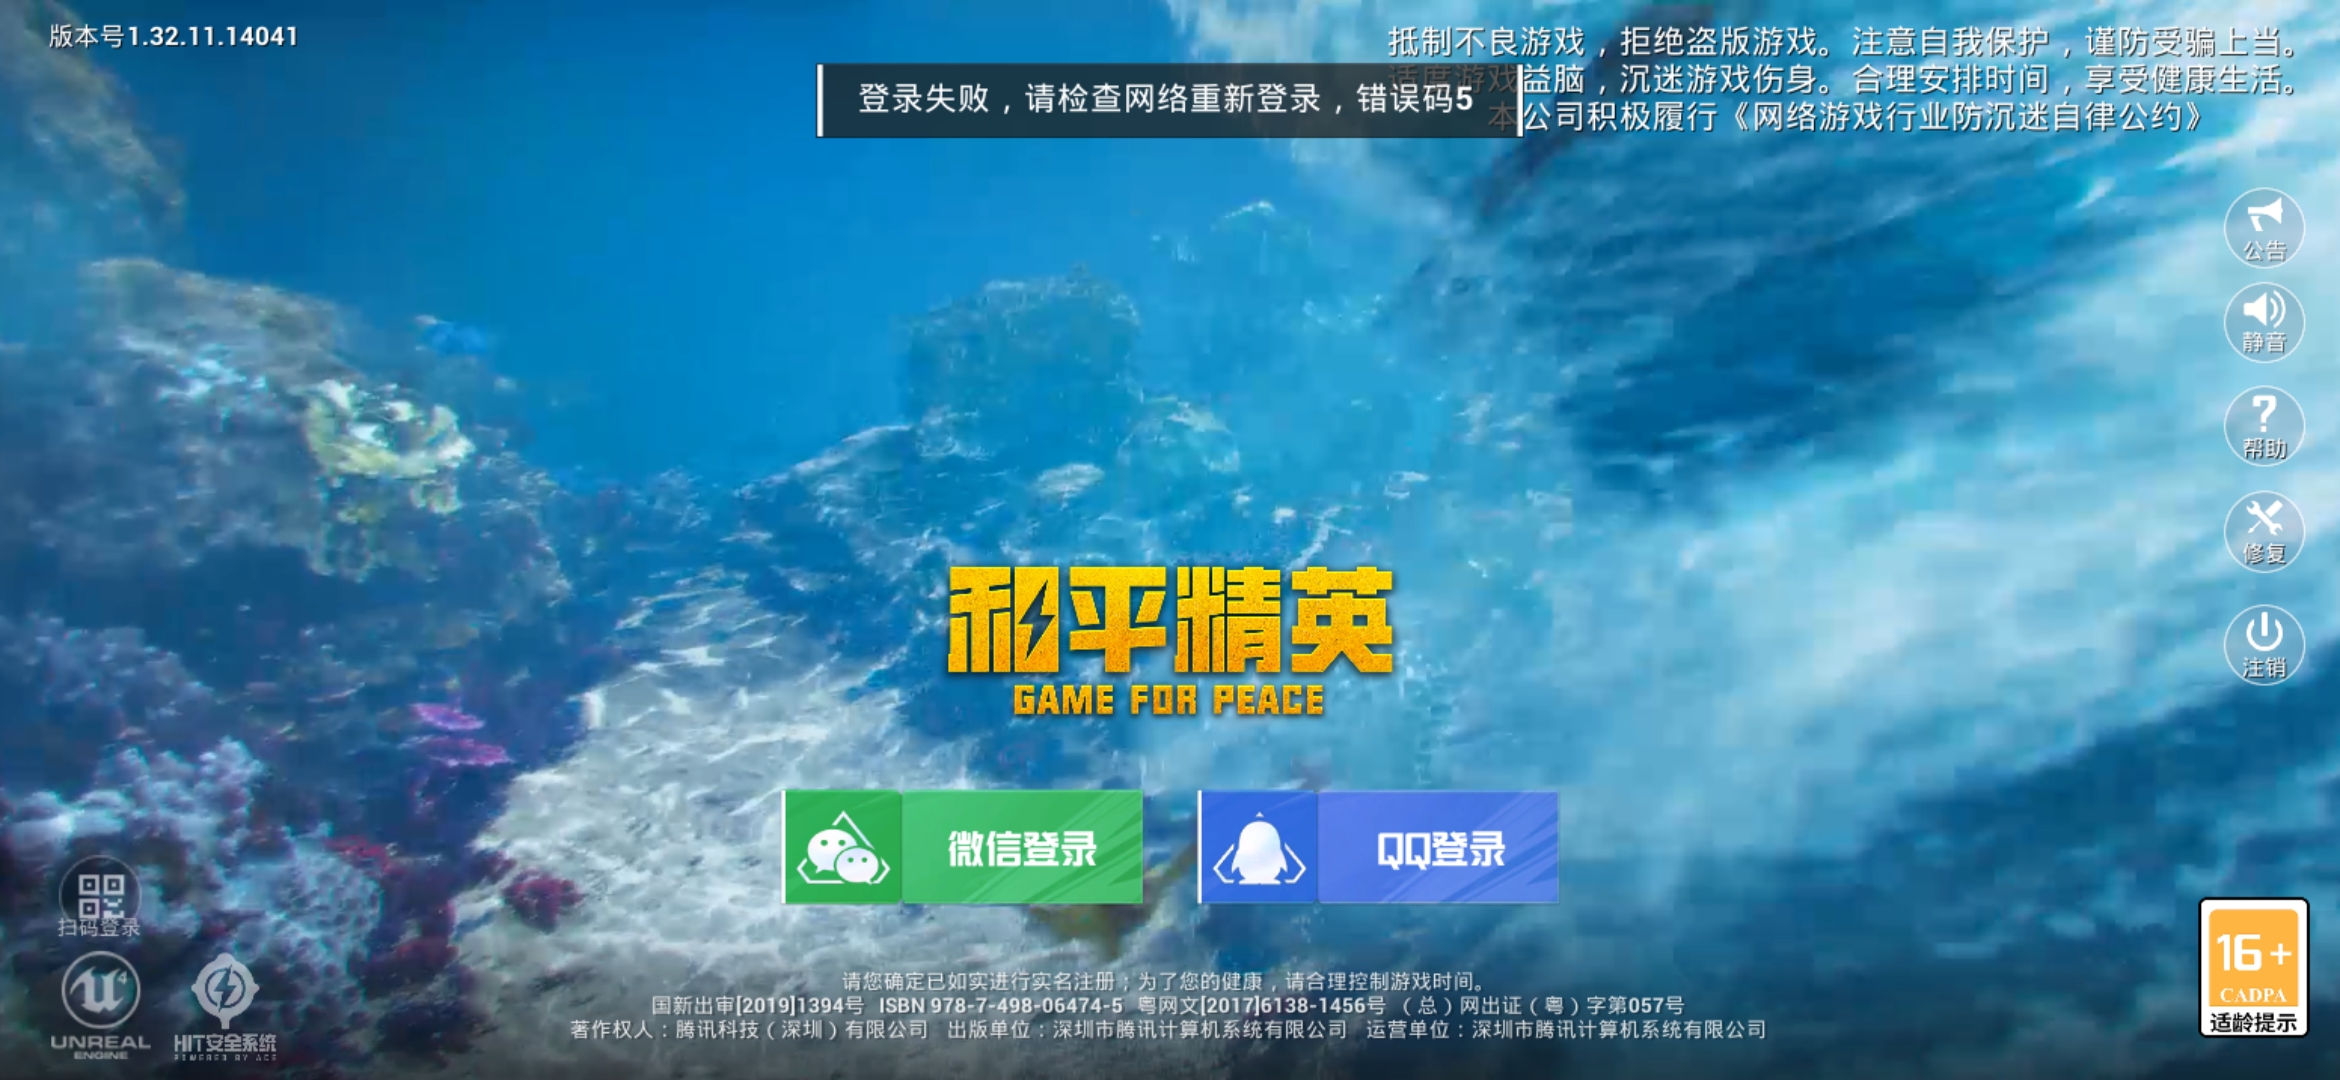 版本号1.32.11.14041
抵制不良游戏，拒绝盗版游戏。注意自我保护，谨防受骗上当。
适度游戏益脑，沉迷游戏伤身。合理安排时间，享受健康生活。
本公司积极履行《网络游戏行业防沉迷自律公约》
登录失败，请检查网络重新登录，错误码5
公告
静音
?
帮助
修复
注销
和平精英
GAME FOR PEACE
微信登录
QQ登录
扫码登录
UNREAL
ENGINE
HIT安全系统
POWERED BY ACE
请您确定已如实进行实名注册；为了您的健康，请合理控制游戏时间。
国新出审[2019]1394号 ISBN 978-7-498-06474-5 粤网文[2017]6138-1456号 （总）网出证（粤）字第057号
著作权人：腾讯科技（深圳）有限公司 出版单位：深圳市腾讯计算机系统有限公司 运营单位：深圳市腾讯计算机系统有限公司
16+
CADPA
适龄提示